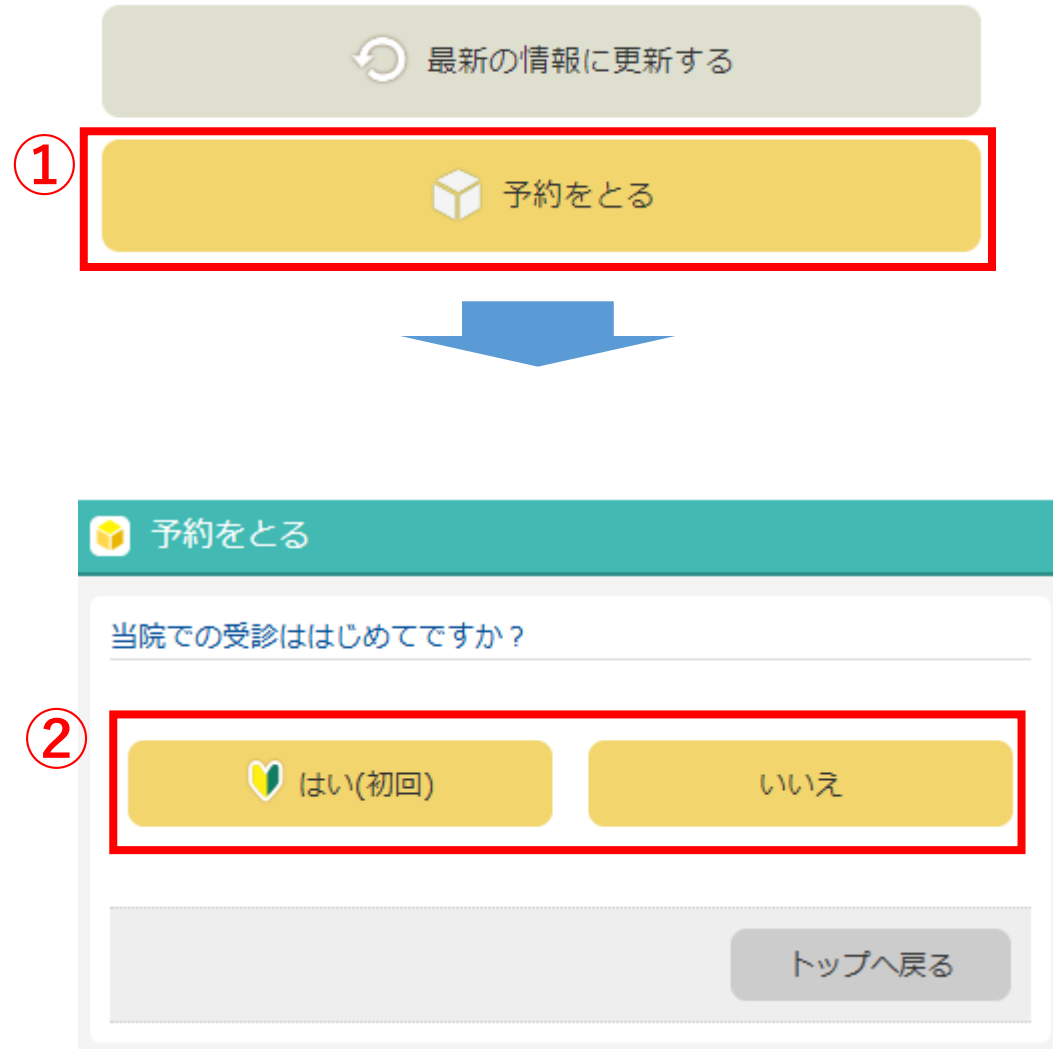 最新の情報に更新する
①
予約をとる
予約をとる
当院での受診ははじめてですか？
②
はい(初回)
いいえ
トップへ戻る